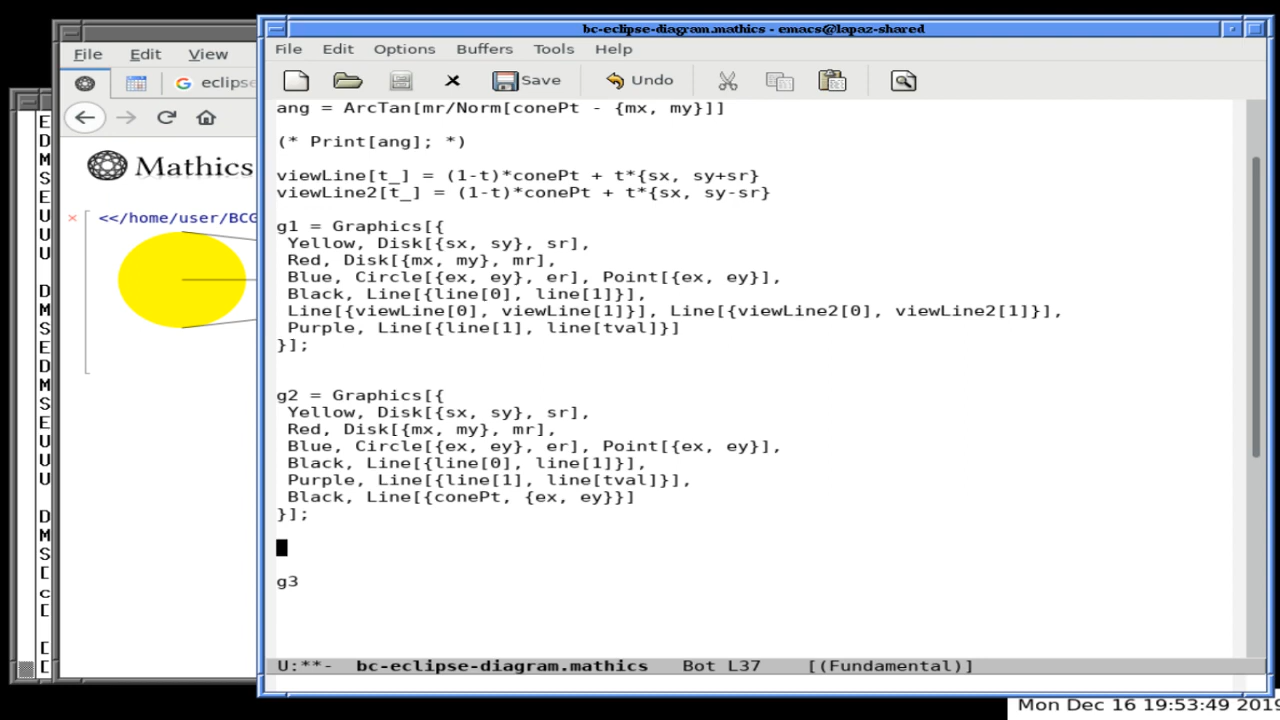 bc-eclipse-diagram.mathics - emacs@lapaz-shared
File Edit View
File Edit Options Buffers Tools Help
eclips
Save Undo
Mathics
<</home/user/BCG
E
D
M
S
E
U
U
U
D
M
S
E
D
M
S
E
U
U
U
D
M
S
[
c
[
[
[
ang = ArcTan[mr/Norm[conePt - {mx, my}]]
(* Print[ang]; *)
viewLine[t_] = (1-t)*conePt + t*{sx, sy+sr}
viewLine2[t_] = (1-t)*conePt + t*{sx, sy-sr}
g1 = Graphics[{
Yellow, Disk[{sx, sy}, sr],
Red, Disk[{mx, my}, mr],
Blue, Circle[{ex, ey}, er], Point[{ex, ey}],
Black, Line[{line[0], line[1]}],
Line[{viewLine[0], viewLine[1]}], Line[{viewLine2[0], viewLine2[1]}],
Purple, Line[{line[1], line[tval]}]
}];
g2 = Graphics[{
Yellow, Disk[{sx, sy}, sr],
Red, Disk[{mx, my}, mr],
Blue, Circle[{ex, ey}, er], Point[{ex, ey}],
Black, Line[{line[0], line[1]}],
Purple, Line[{line[1], line[tval]}],
Black, Line[{conePt, {ex, ey}}]
}];
g3
U:**- bc-eclipse-diagram.mathics Bot L37 [(Fundamental)]
Mon Dec 16 19:53:49 2019